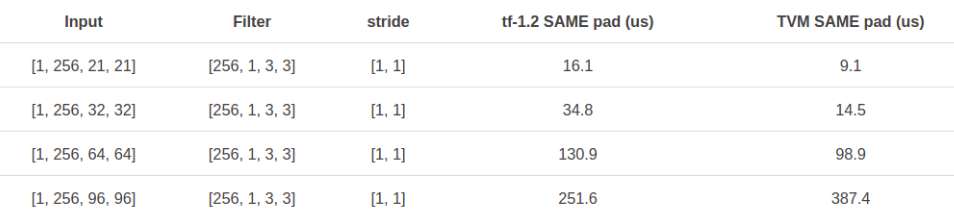 Input Filter stride tf-1.2 SAME pad (us) TVM SAME pad (us)
[1, 256, 21, 21] [256, 1, 3, 3] [1, 1] 16.1 9.1
[1, 256, 32, 32] [256, 1, 3, 3] [1, 1] 34.8 14.5
[1, 256, 64, 64] [256, 1, 3, 3] [1, 1] 130.9 98.9
[1, 256, 96, 96] [256, 1, 3, 3] [1, 1] 251.6 387.4